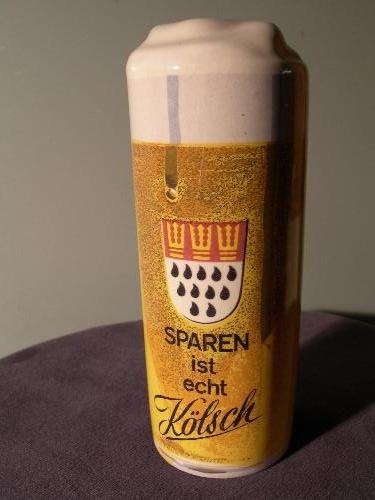 SPAREN
ist
echt
Kölsch